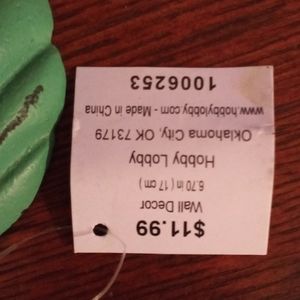 $11.99
Wall Decor
6.70 in ( 17 cm )
Hobby Lobby
Oklahoma City, OK 73179
www.hobbylobby.com - Made in China
1006253